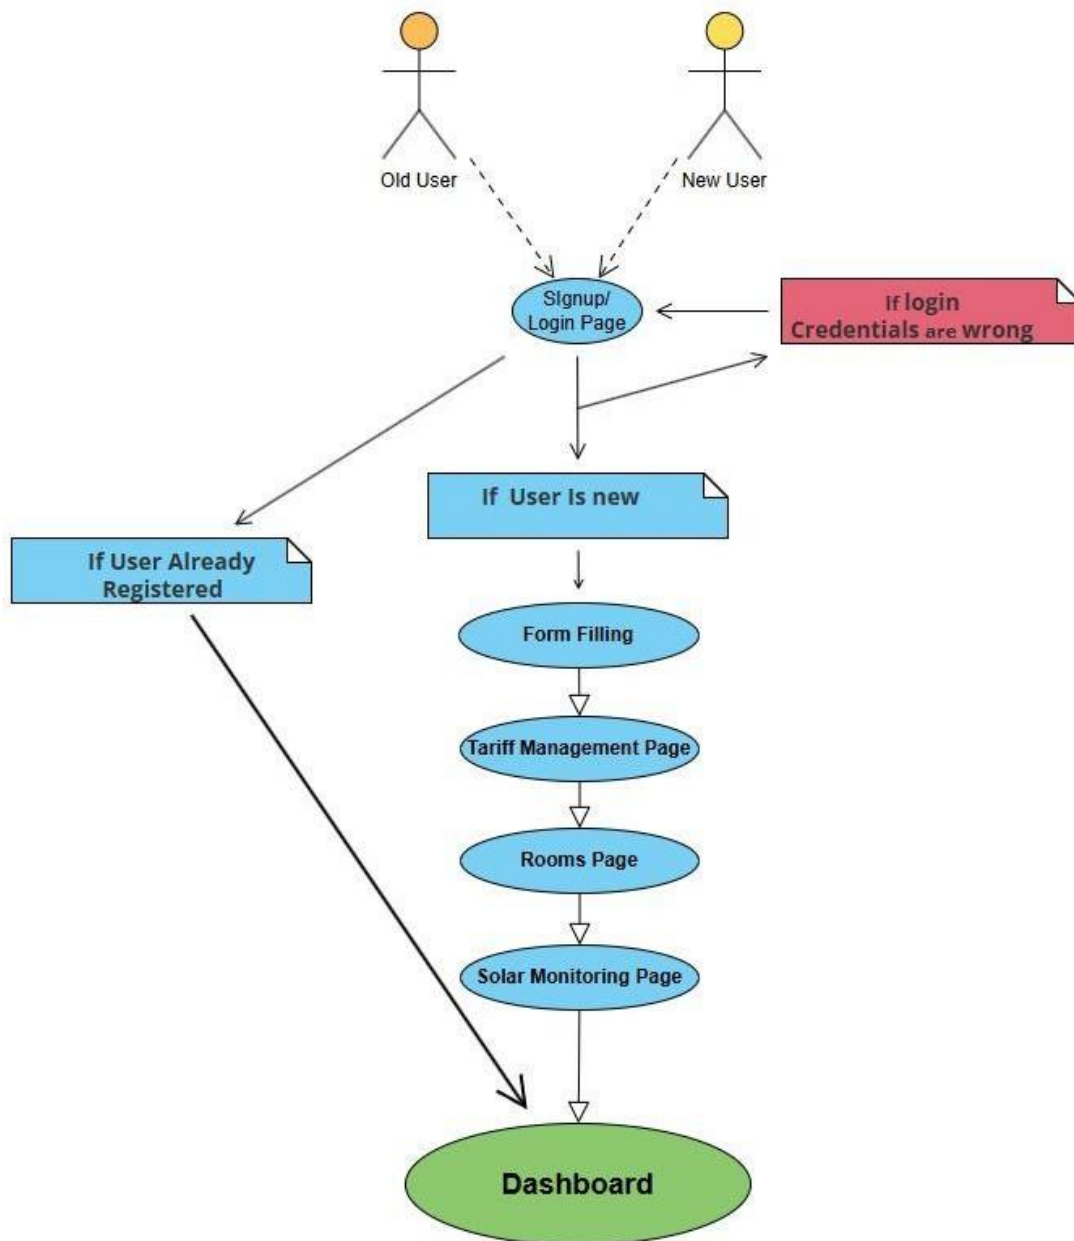 Old User
New User
SIgnup/
Login Page
If login
Credentials are wrong
If User Is new
If User Already
Registered
Form Filling
Tariff Management Page
Rooms Page
Solar Monitoring Page
Dashboard